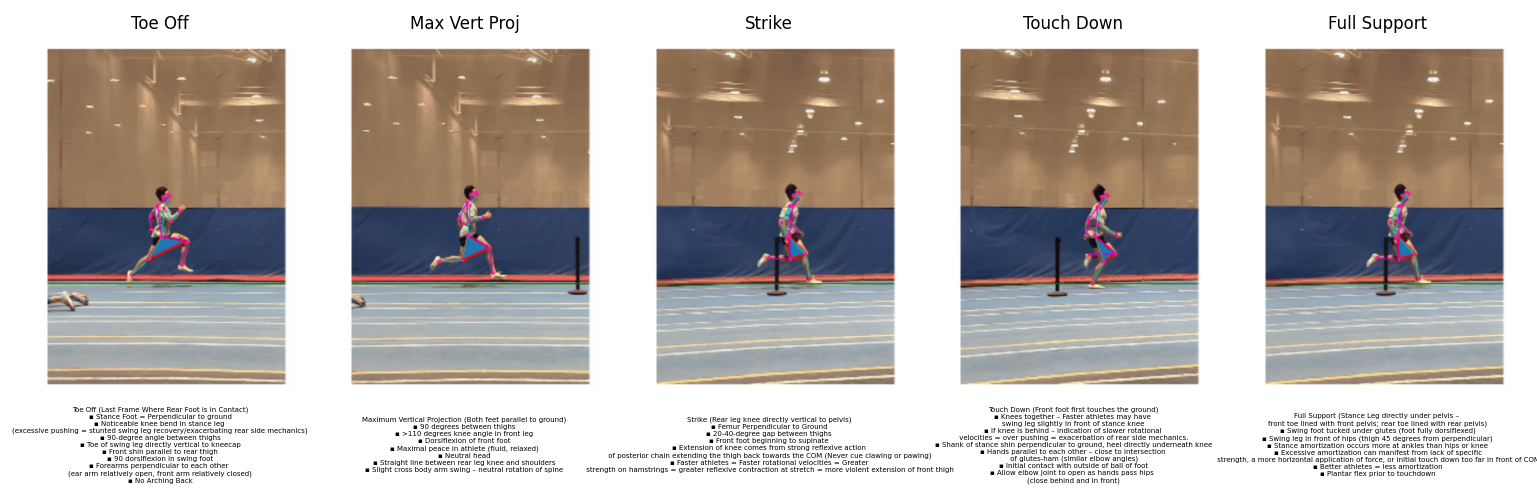 Toe Off
Max Vert Proj
Strike
Touch Down
Full Support
Toe Off (Last Frame Where Rear Foot is in Contact)
▪ Stance Foot = Perpendicular to ground
▪ Noticeable knee bend in stance leg
(excessive pushing = stunted swing leg recovery/exacerbating rear side mechanics)
▪ 90-degree angle between thighs
▪ Toe of swing leg directly vertical to kneecap
▪ Front shin parallel to rear thigh
▪ 90 dorsiflexion in swing foot
▪ Forearms perpendicular to each other
(ear arm relatively open, front arm relatively closed)
▪ No Arching Back
Maximum Vertical Projection (Both feet parallel to ground)
▪ 90 degrees between thighs
▪ >110 degrees knee angle in front leg
▪ Dorsiflexion of front foot
▪ Maximal peace in athlete (fluid, relaxed)
▪ Neutral head
▪ Straight line between rear leg knee and shoulders
▪ Slight cross body arm swing – neutral rotation of spine
Strike (Rear leg knee directly vertical to pelvis)
▪ Femur Perpendicular to Ground
▪ 20-40-degree gap between thighs
▪ Front foot beginning to supinate
▪ Extension of knee comes from strong reflexive action
of posterior chain extending the thigh back towards the COM (Never cue clawing or pawing)
▪ Faster athletes = Faster rotational velocities = Greater
strength on hamstrings = greater reflexive contraction at stretch = more violent extension of front thigh
Touch Down (Front foot first touches the ground)
▪ Knees together – Faster athletes may have
swing leg slightly in front of stance knee
▪ If knee is behind – indication of slower rotational
velocities = over pushing = exacerbation of rear side mechanics.
▪ Shank of stance shin perpendicular to ground, heel directly underneath knee
▪ Hands parallel to each other – close to intersection
of glutes-ham (similar elbow angles)
▪ Initial contact with outside of ball of foot
▪ Allow elbow joint to open as hands pass hips
(close behind and in front)
Full Support (Stance Leg directly under pelvis –
front toe lined with front pelvis; rear toe lined with rear pelvis)
▪ Swing foot tucked under glutes (foot fully dorsiflexed)
▪ Swing leg in front of hips (thigh 45 degrees from perpendicular)
▪ Stance amortization occurs more at ankles than hips or knee
▪ Excessive amortization can manifest from lack of specific
strength, a more horizontal application of force, or initial touch down too far in front of COM
▪ Better athletes = less amortization
▪ Plantar flex prior to touchdown